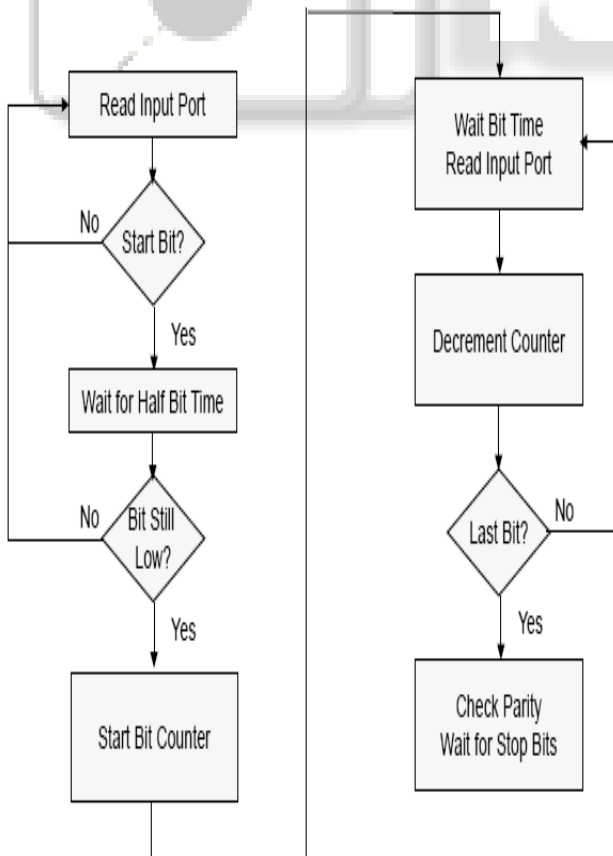 Read Input Port
No
Start Bit?
Yes
Wait for Half Bit Time
No
Bit Still
Low?
Yes
Start Bit Counter
Wait Bit Time
Read Input Port
Decrement Counter
Last Bit?
No
Yes
Check Parity
Wait for Stop Bits